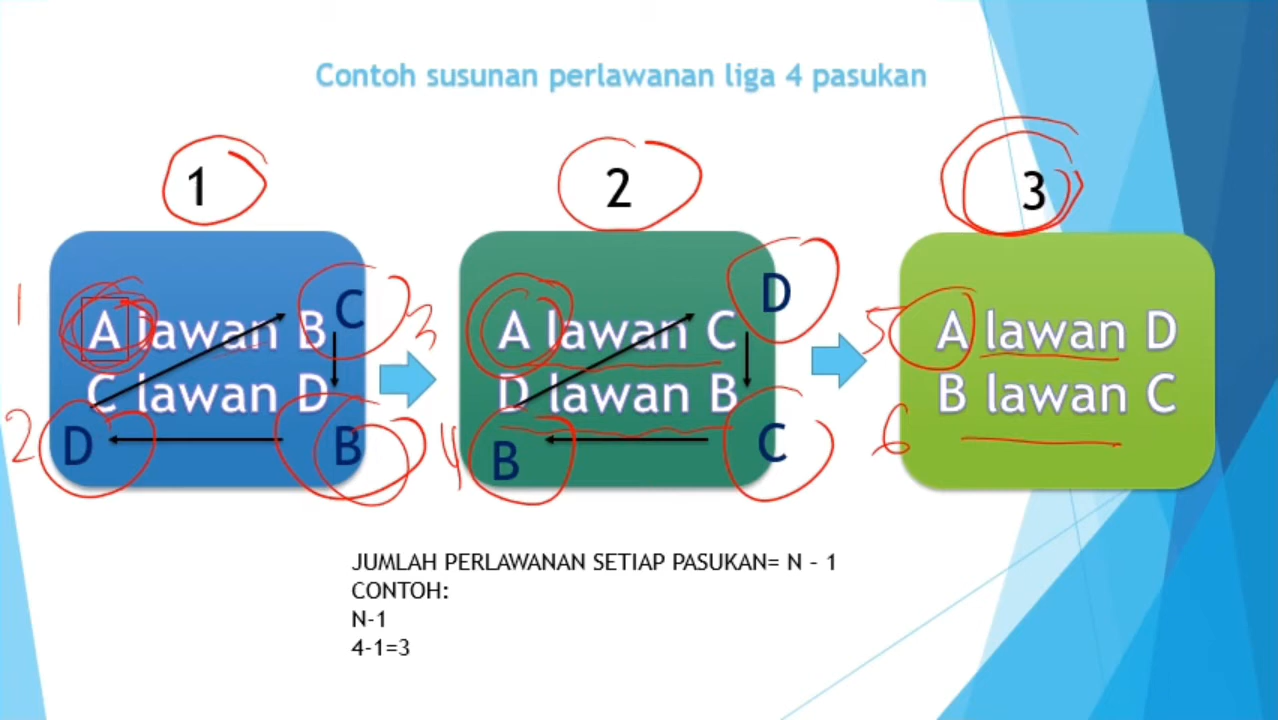 Contoh susunan perlawanan liga 4 pasukan
1
2
3
1
A lawan B
C
3
C lawan D
2
D
B
A lawan C
D
D lawan B
4
B
C
5
A lawan D
B lawan C
6
JUMLAH PERLAWANAN SETIAP PASUKAN= N – 1
CONTOH:
N-1
4-1=3